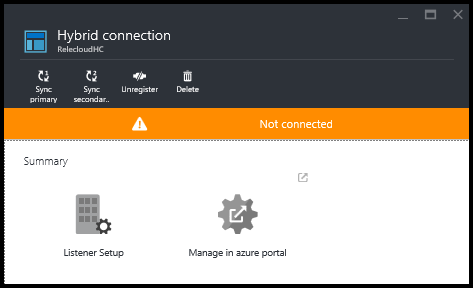 Hybrid connection
RelecloudHC
Sync primary
Sync secondar..
Unregister
Delete
Not connected
Summary
Listener Setup
Manage in azure portal